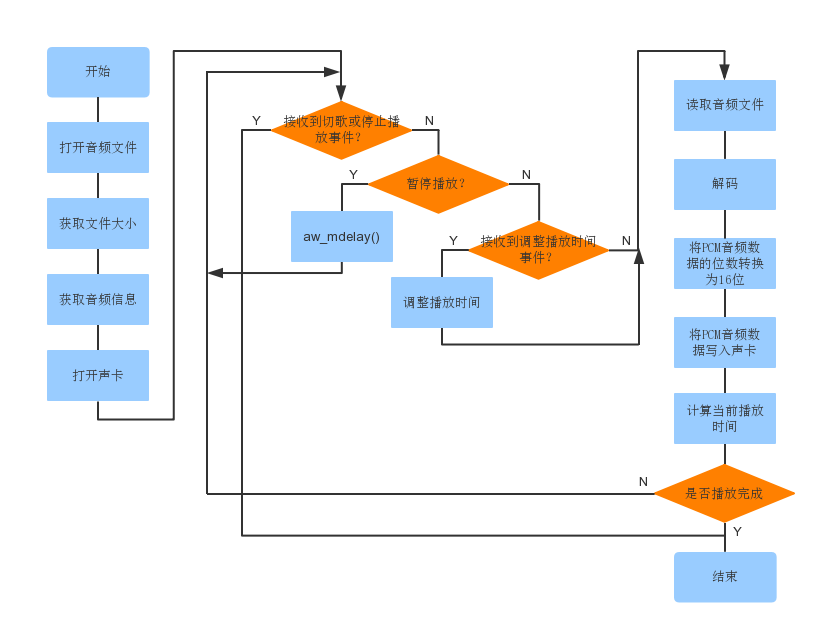 开始
打开音频文件
获取文件大小
获取音频信息
打开声卡
Y
接收到切歌或停止播
放事件?
N
Y
暂停播放?
N
aw_mdelay()
Y
接收到调整播放时间
事件?
N
调整播放时间
读取音频文件
解码
将PCM音频数
据的位数转换
为16位
将PCM音频数
据写入声卡
计算当前播放
时间
N
是否播放完成
Y
结束